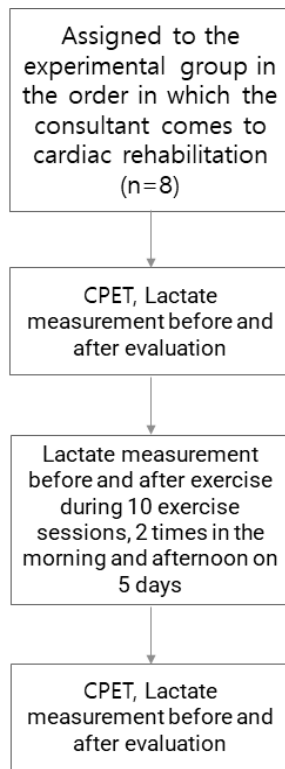 Assigned to the
experimental group in
the order in which the
consultant comes to
cardiac rehabilitation
(n=8)
CPET, Lactate
measurement before and
after evaluation
Lactate measurement
before and after exercise
during 10 exercise
sessions, 2 times in the
morning and afternoon on
5 days
CPET, Lactate
measurement before and
after evaluation